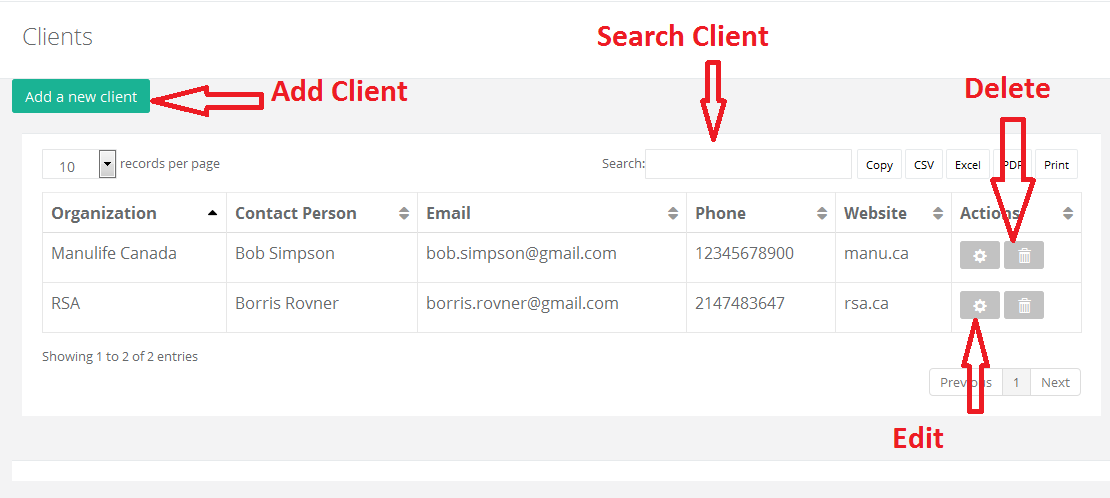 Clients
Search Client
Add a new client
Add Client
Delete
10 records per page
Search:
Copy CSV Excel PDF Print
Organization Contact Person Email Phone Website Actions
Manulife Canada Bob Simpson bob.simpson@gmail.com 12345678900 manu.ca
RSA Borris Rovner borris.rovner@gmail.com 2147483647 rsa.ca
Showing 1 to 2 of 2 entries
Previous 1 Next
Edit